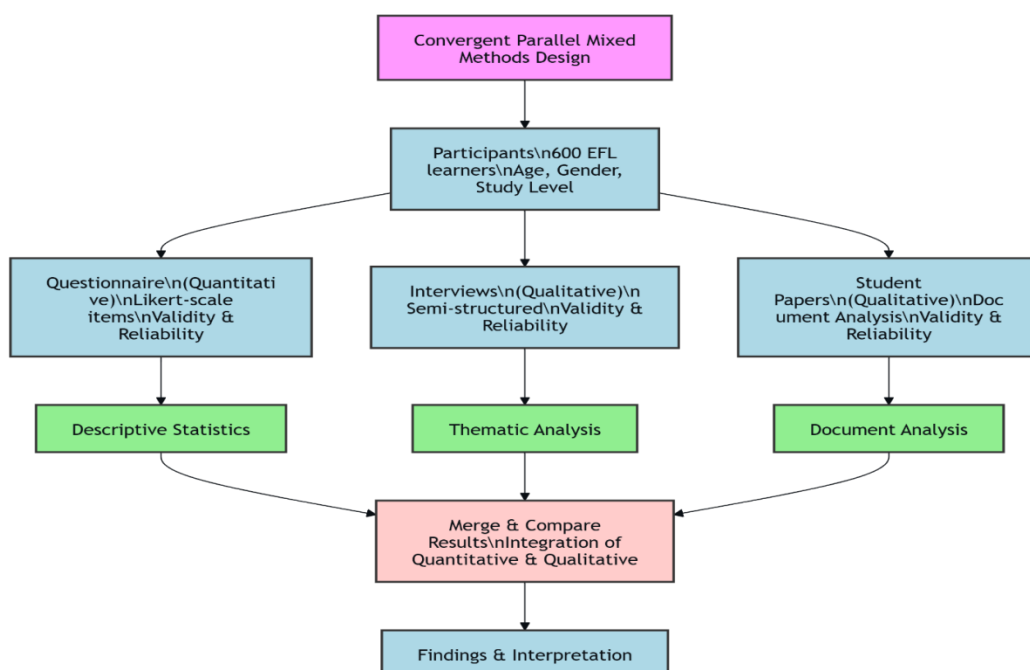 Convergent Parallel Mixed
Methods Design
Participants\n600 EFL
learners\nAge, Gender,
Study Level
Questionnaire\n(Quantitati
ve)\nLikert-scale
items\nValidity &
Reliability
Interviews\n(Qualitative)\n
Semi-structured\nValidity &
Reliability
Student
Papers\n(Qualitative)\nDoc
ument Analysis\nValidity &
Reliability
Descriptive Statistics
Thematic Analysis
Document Analysis
Merge & Compare
Results\nIntegration of
Quantitative & Qualitative
Findings & Interpretation